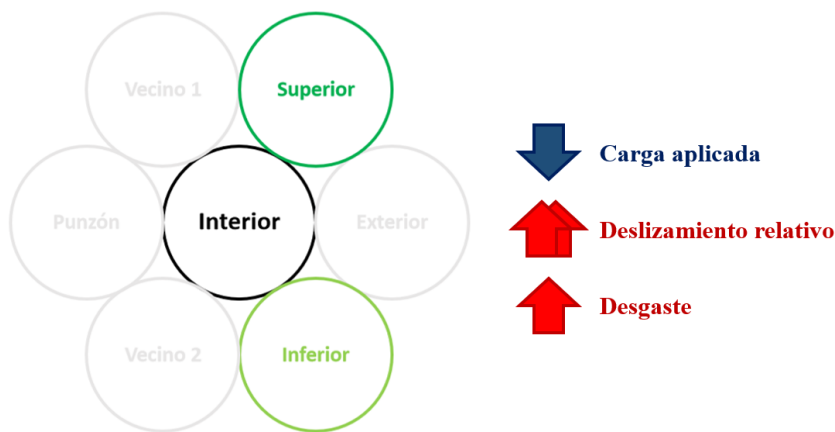 Vecino 1
Superior
Punzón
Interior
Exterior
Vecino 2
Inferior
Carga aplicada
Deslizamiento relativo
Desgaste